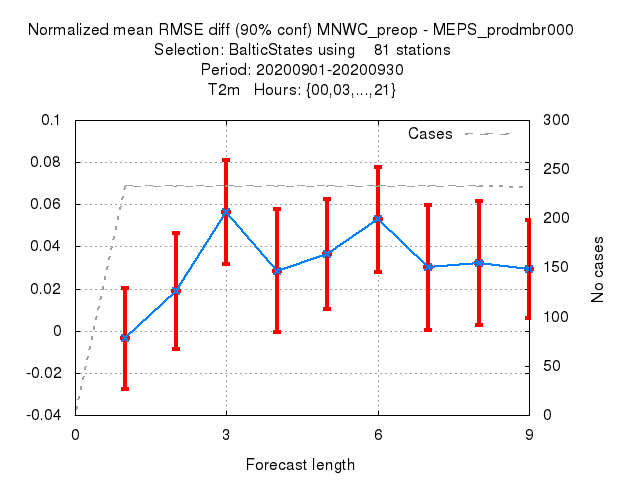 Normalized mean RMSE diff (90% conf) MNWC_preop - MEPS_prodmbr000
Selection: BalticStates using 81 stations
Period: 20200901-20200930
T2m Hours: {00,03,...,21}
Cases
0.1
0.08
0.06
0.04
0.02
0
-0.02
-0.04
300
250
200
150
100
50
0
No cases
0 3 6 9
Forecast length